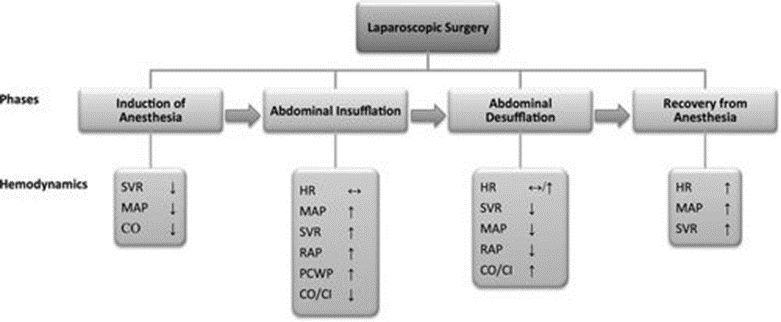 Laparoscopic Surgery
Phases
Induction of
Anesthesia
Abdominal Insufflation
Abdominal
Desufflation
Recovery from
Anesthesia
Hemodynamics
SVR ↓
MAP ↓
CO ↓
HR ↔
MAP ↑
SVR ↑
RAP ↑
PCWP ↑
CO/CI ↓
HR ↔/↑
SVR ↓
MAP ↓
RAP ↓
CO/CI ↑
HR ↑
MAP ↑
SVR ↑